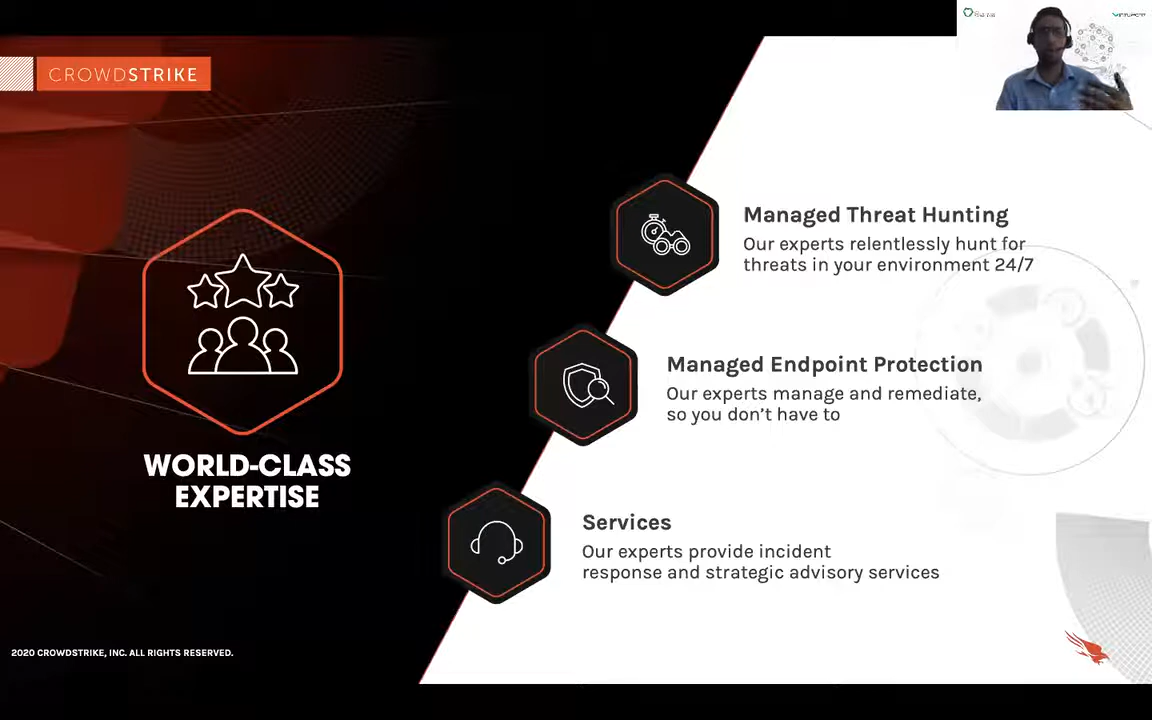 CROWDSTRIKE
Managed Threat Hunting
Our experts relentlessly hunt for
threats in your environment 24/7
Managed Endpoint Protection
Our experts manage and remediate,
so you don’t have to
WORLD-CLASS
EXPERTISE
Services
Our experts provide incident
response and strategic advisory services
2020 CROWDSTRIKE, INC. ALL RIGHTS RESERVED.